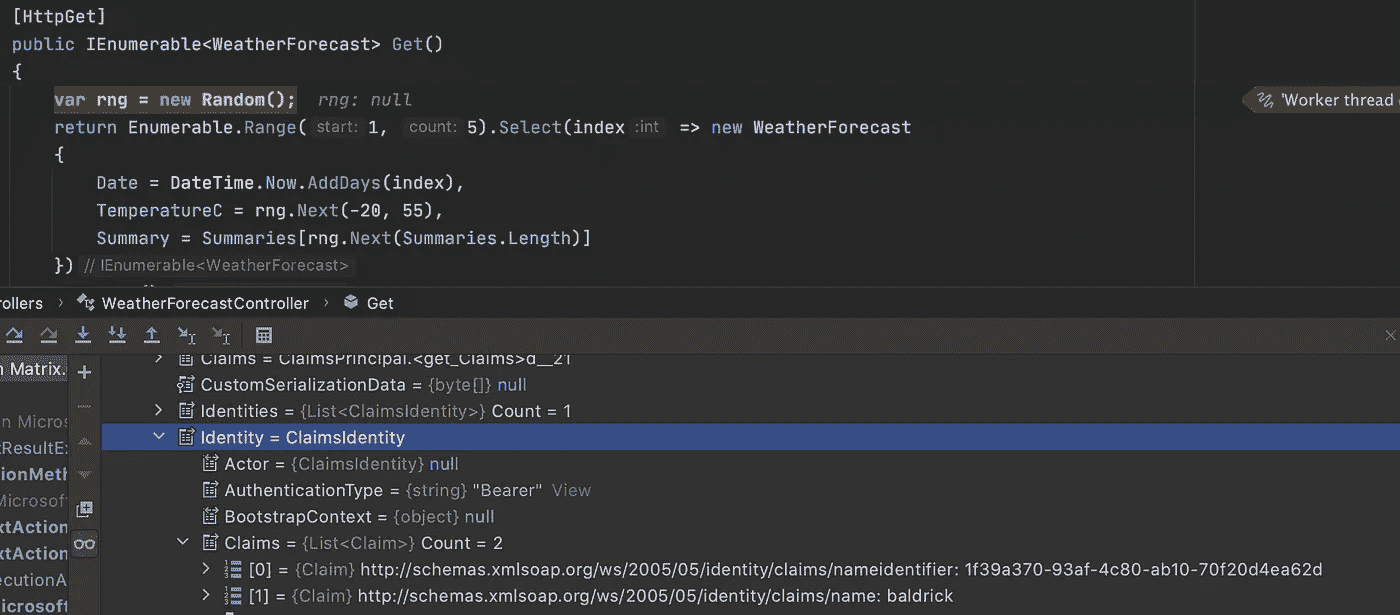 [HttpGet]
public IEnumerable<WeatherForecast> Get()
{
var rng = new Random(); rng: null
'Worker thread
return Enumerable.Range( start: 1, count: 5).Select(index :int => new WeatherForecast
{
Date = DateTime.Now.AddDays(index),
TemperatureC = rng.Next(-20, 55),
Summary = Summaries[rng.Next(Summaries.Length)]
}) // IEnumerable<WeatherForecast>
ollers > WeatherForecastController > Get
Claims = ClaimsPrincipal.<get_Claims>d__21
n Matrix.
CustomSerializationData = {byte[]} null
Identities = {List<ClaimsIdentity>} Count = 1
n Micros
Identity = ClaimsIdentity
tResultEx
Actor = {ClaimsIdentity} null
ionMeth
AuthenticationType = {string} "Bearer" View
Microsof
BootstrapContext = {object} null
xtAction
Claims = {List<Claim>} Count = 2
xtAction
[0] = {Claim} http://schemas.xmlsoap.org/ws/2005/05/identity/claims/nameidentifier: 1f39a370-93af-4c80-ab10-70f20d4ea62d
ecutionA
[1] = {Claim} http://schemas.xmlsoap.org/ws/2005/05/identity/claims/name: baldrick
icrosoft